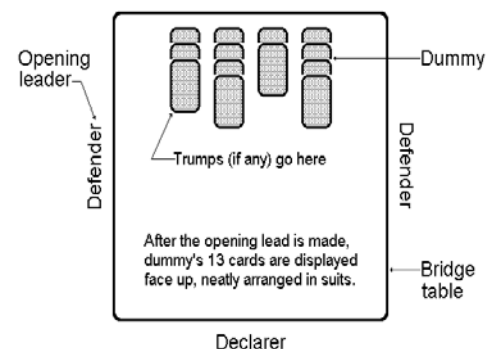 Opening
leader
Defender
Dummy
Defender
Trumps (if any) go here
After the opening lead is made,
dummy's 13 cards are displayed
face up, neatly arranged in suits.
Bridge
table
Declarer